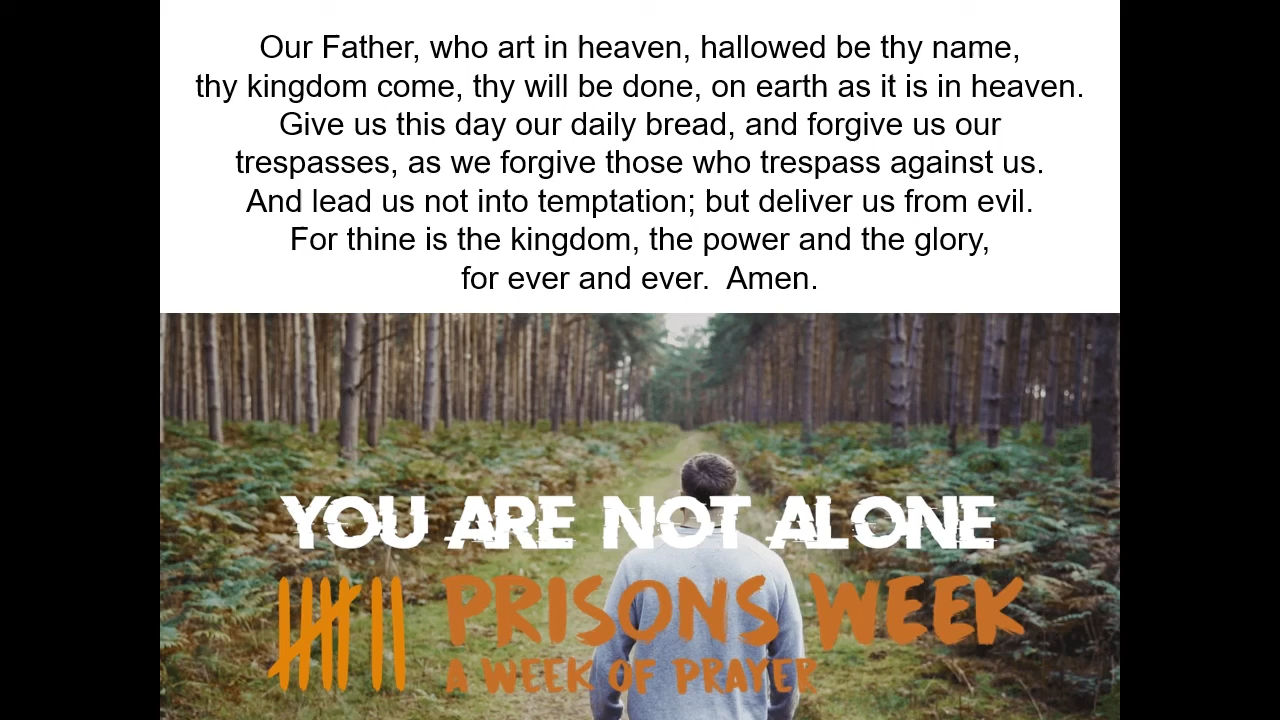 Our Father, who art in heaven, hallowed be thy name,
thy kingdom come, thy will be done, on earth as it is in heaven.
Give us this day our daily bread, and forgive us our
trespasses, as we forgive those who trespass against us.
And lead us not into temptation; but deliver us from evil.
For thine is the kingdom, the power and the glory,
for ever and ever.  Amen.
YOU ARE NOT ALONE
PRISONS WEEK
A WEEK OF PRAYER